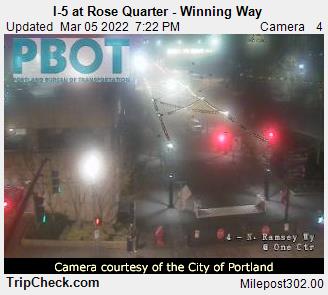 I-5 at Rose Quarter - Winning Way
Updated Mar 05 2022 7:22 PM Camera 4
PBOT
PORTLAND BUREAU OF TRANSPORTATION
4 - N. Ramsey Wy
@ One Ctr
Camera courtesy of the City of Portland
TripCheck.com Milepost302.00